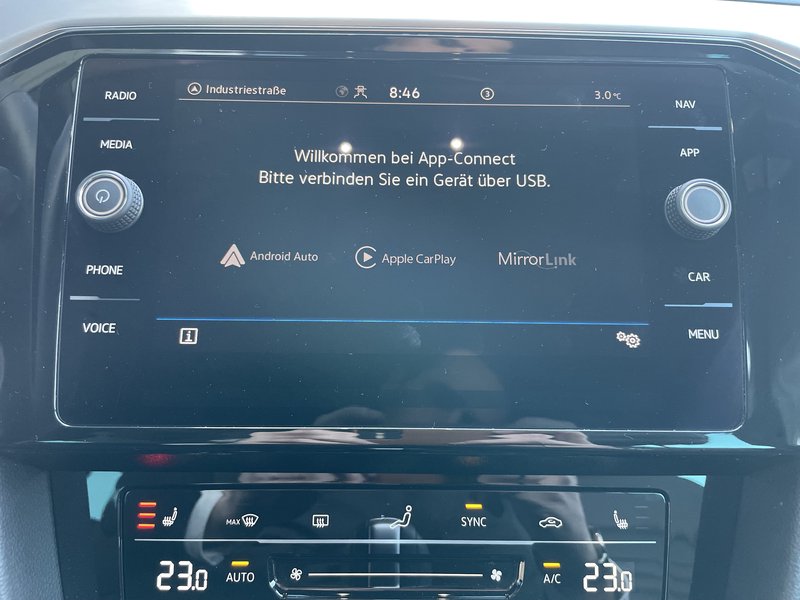 RADIO
MEDIA
PHONE
VOICE
Industriestraße 8:46 3 3.0°C
Willkommen bei App-Connect
Bitte verbinden Sie ein Gerät über USB.
Android Auto Apple CarPlay MirrorLink
i
NAV
APP
CAR
MENU
MAX SYNC
23.0 AUTO A/C 23.0